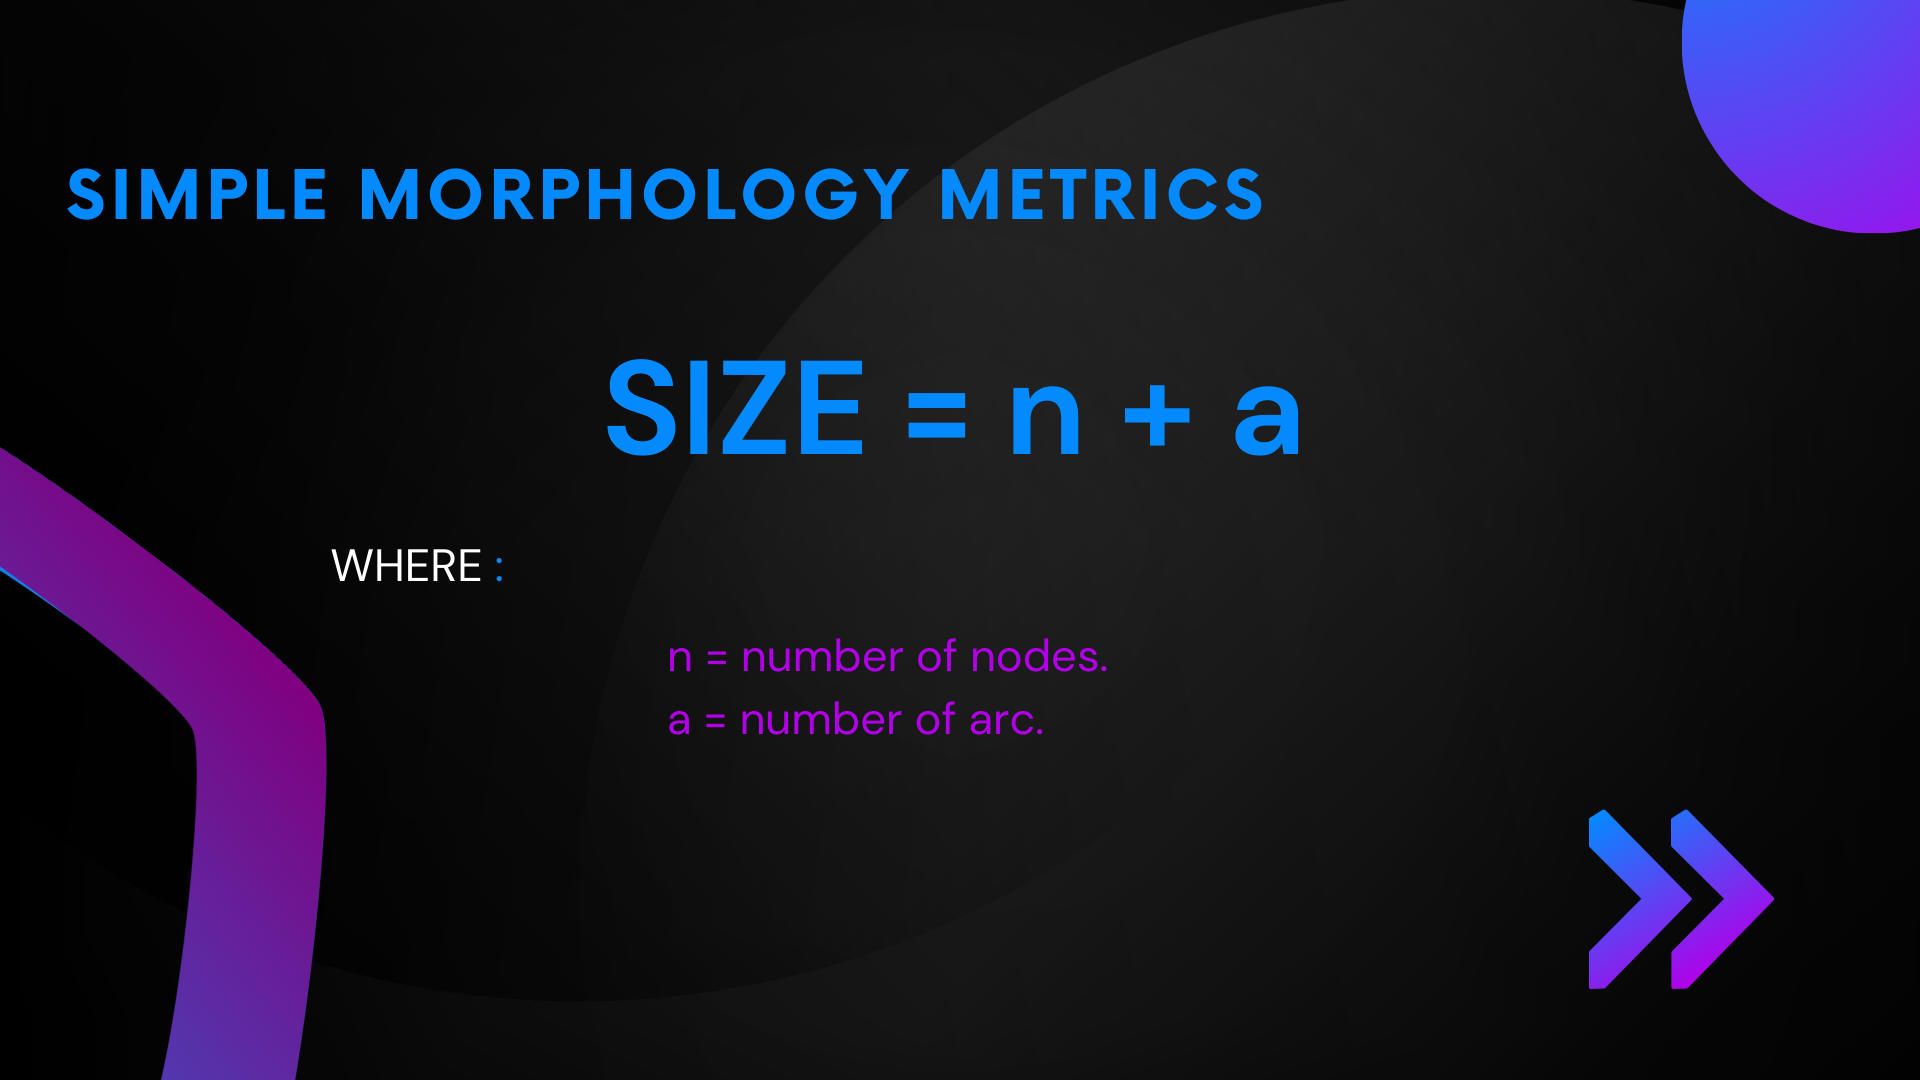 SIMPLE MORPHOLOGY METRICS
SIZE = n + a
WHERE :
n = number of nodes.
a = number of arc.